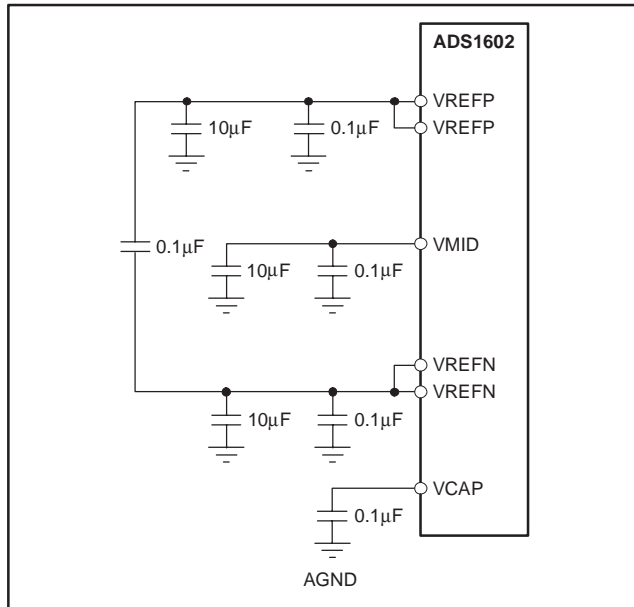 ADS1602
VREFP
10µF
0.1µF
VREFP
0.1µF
VMID
10µF
0.1µF
VREFN
VREFN
10µF
0.1µF
VCAP
0.1µF
AGND